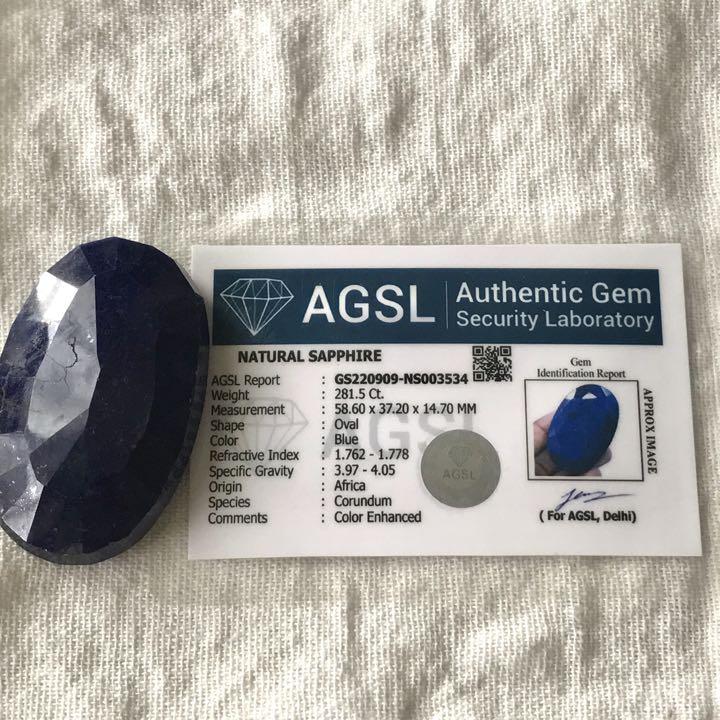 AGSL
Authentic Gem
Security Laboratory
NATURAL SAPPHIRE
AGSL Report : GS220909-NS003534
Weight : 281.5 Ct.
Measurement : 58.60 x 37.20 x 14.70 MM
Shape : Oval
Color : Blue
Refractive Index : 1.762 - 1.778
Specific Gravity : 3.97 - 4.05
Origin : Africa
Species : Corundum
Comments : Color Enhanced
AGSL
AGSL
Gem
Identification Report
APPROX IMAGE
( For AGSL, Delhi)